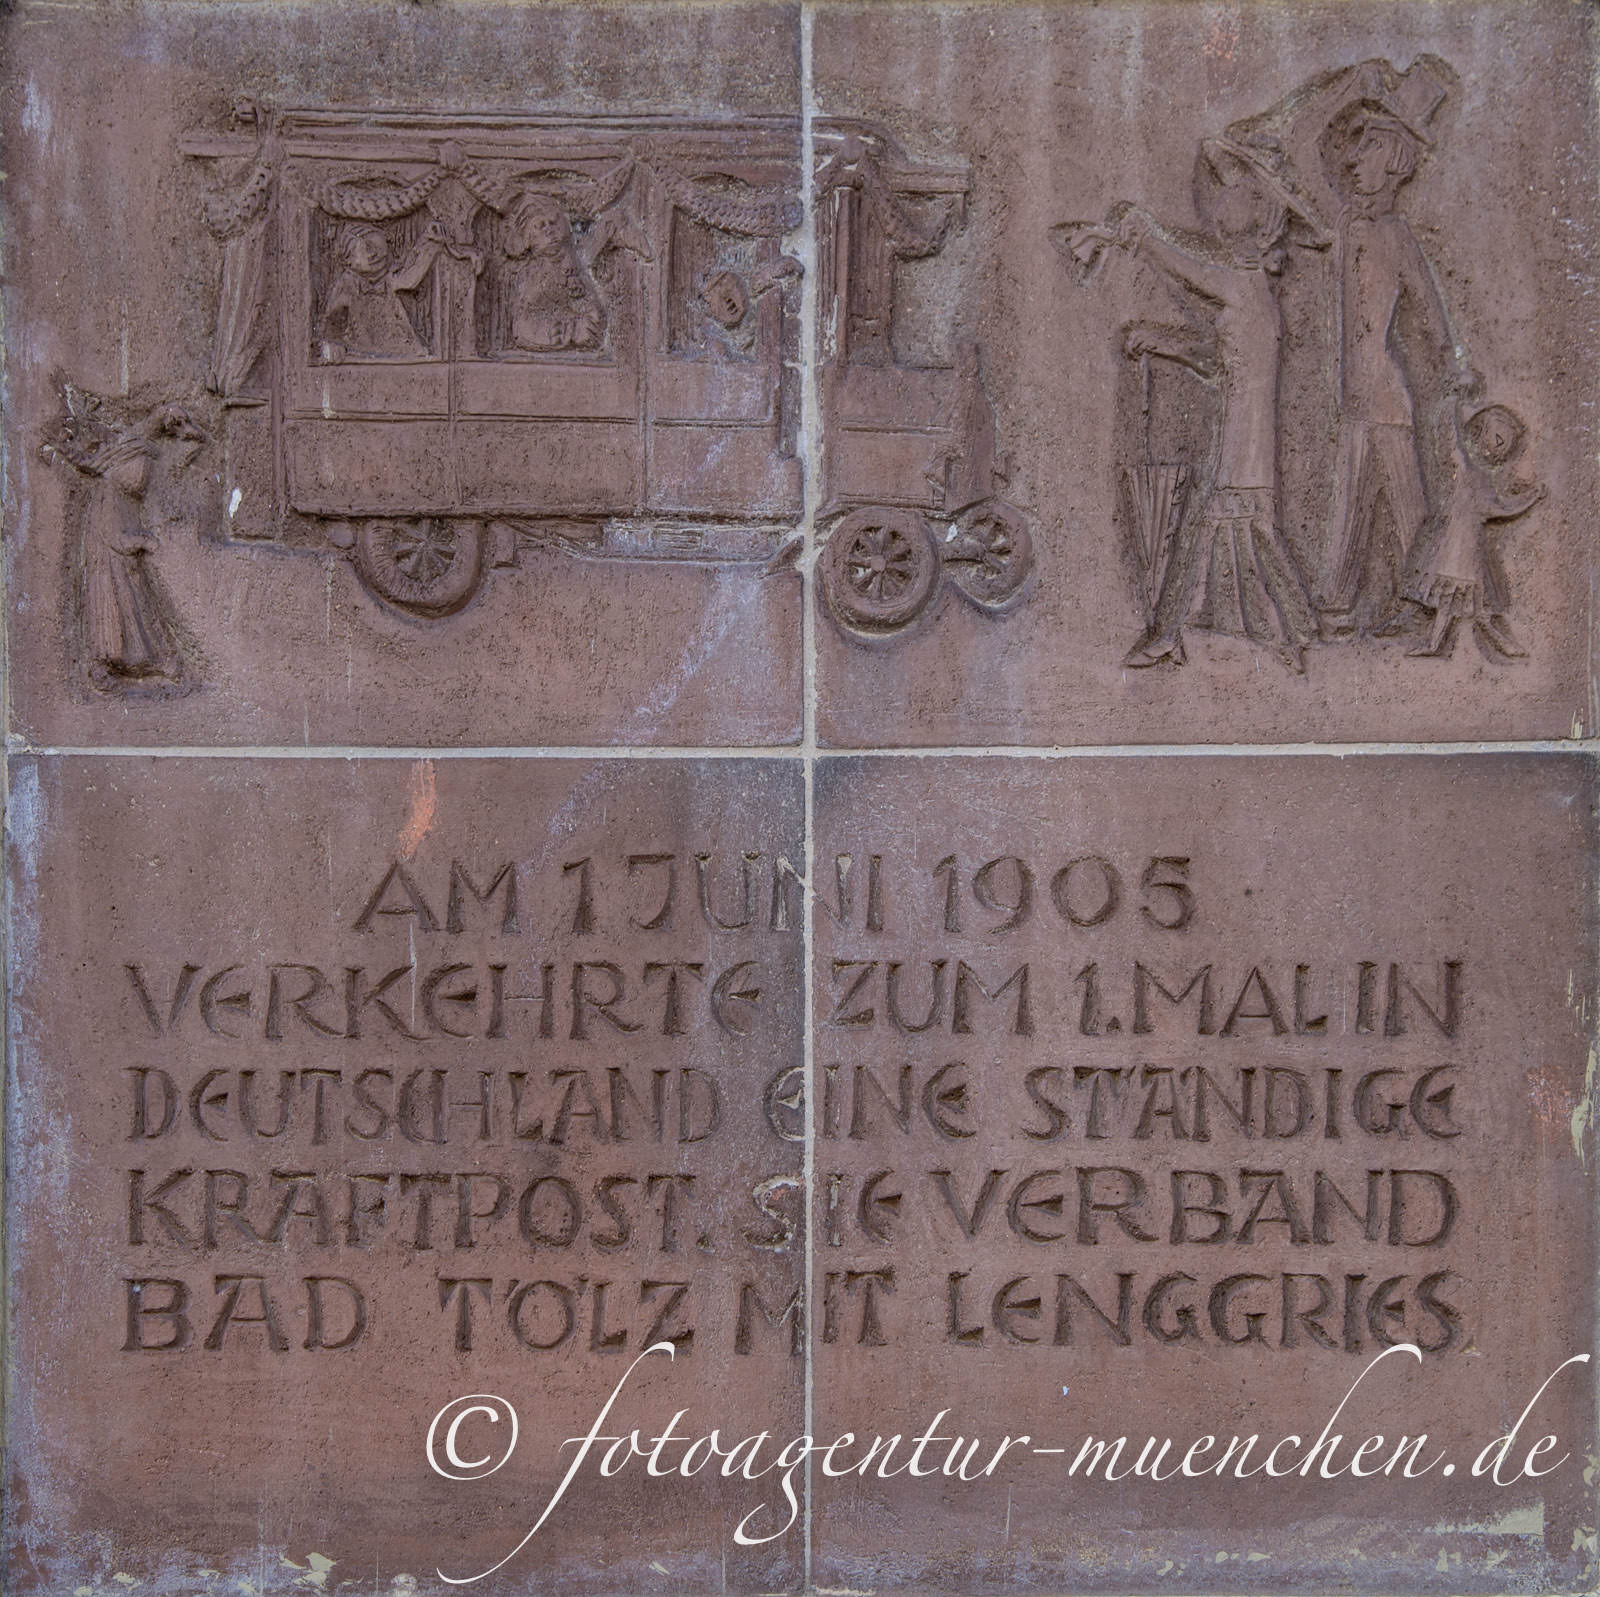 AM 1 JUNI 1905
VERKEHRTE ZUM 1. MAL IN
DEUTSCHLAND EINE STÄNDIGE
KRAFTPOST. SIE VERBAND
BAD TÖLZ MIT LENGGRIES
© fotoagentur-muenchen.de